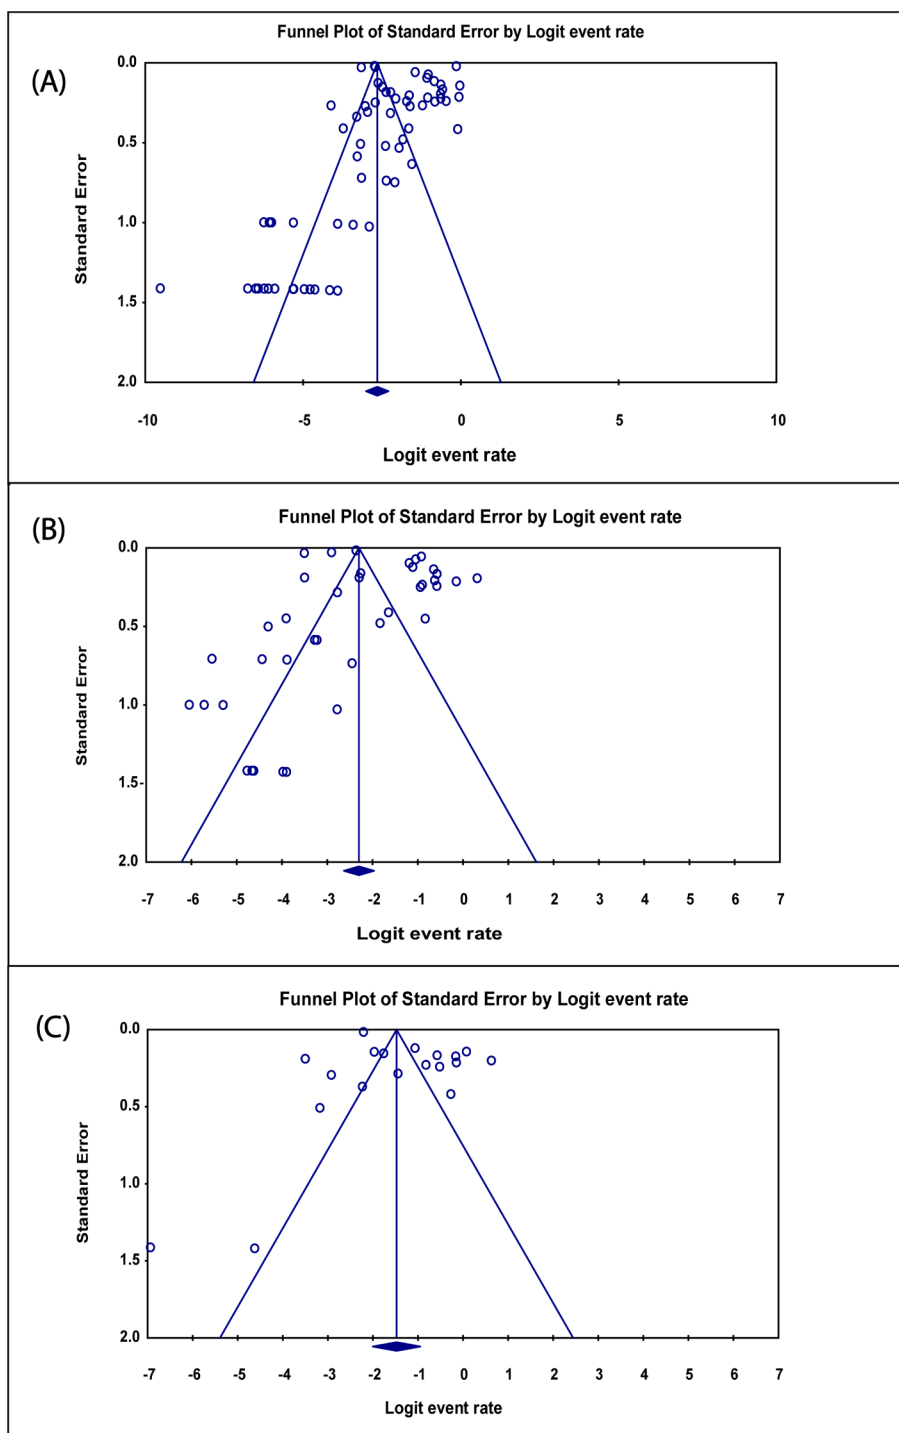 Funnel Plot of Standard Error by Logit event rate
(A)
0.0
0.5
1.0
1.5
2.0
Standard Error
-10 -5 0 5 10
Logit event rate
Funnel Plot of Standard Error by Logit event rate
(B)
0.0
0.5
1.0
1.5
2.0
Standard Error
-7 -6 -5 -4 -3 -2 -1 0 1 2 3 4 5 6 7
Logit event rate
Funnel Plot of Standard Error by Logit event rate
(C)
0.0
0.5
1.0
1.5
2.0
Standard Error
-7 -6 -5 -4 -3 -2 -1 0 1 2 3 4 5 6 7
Logit event rate